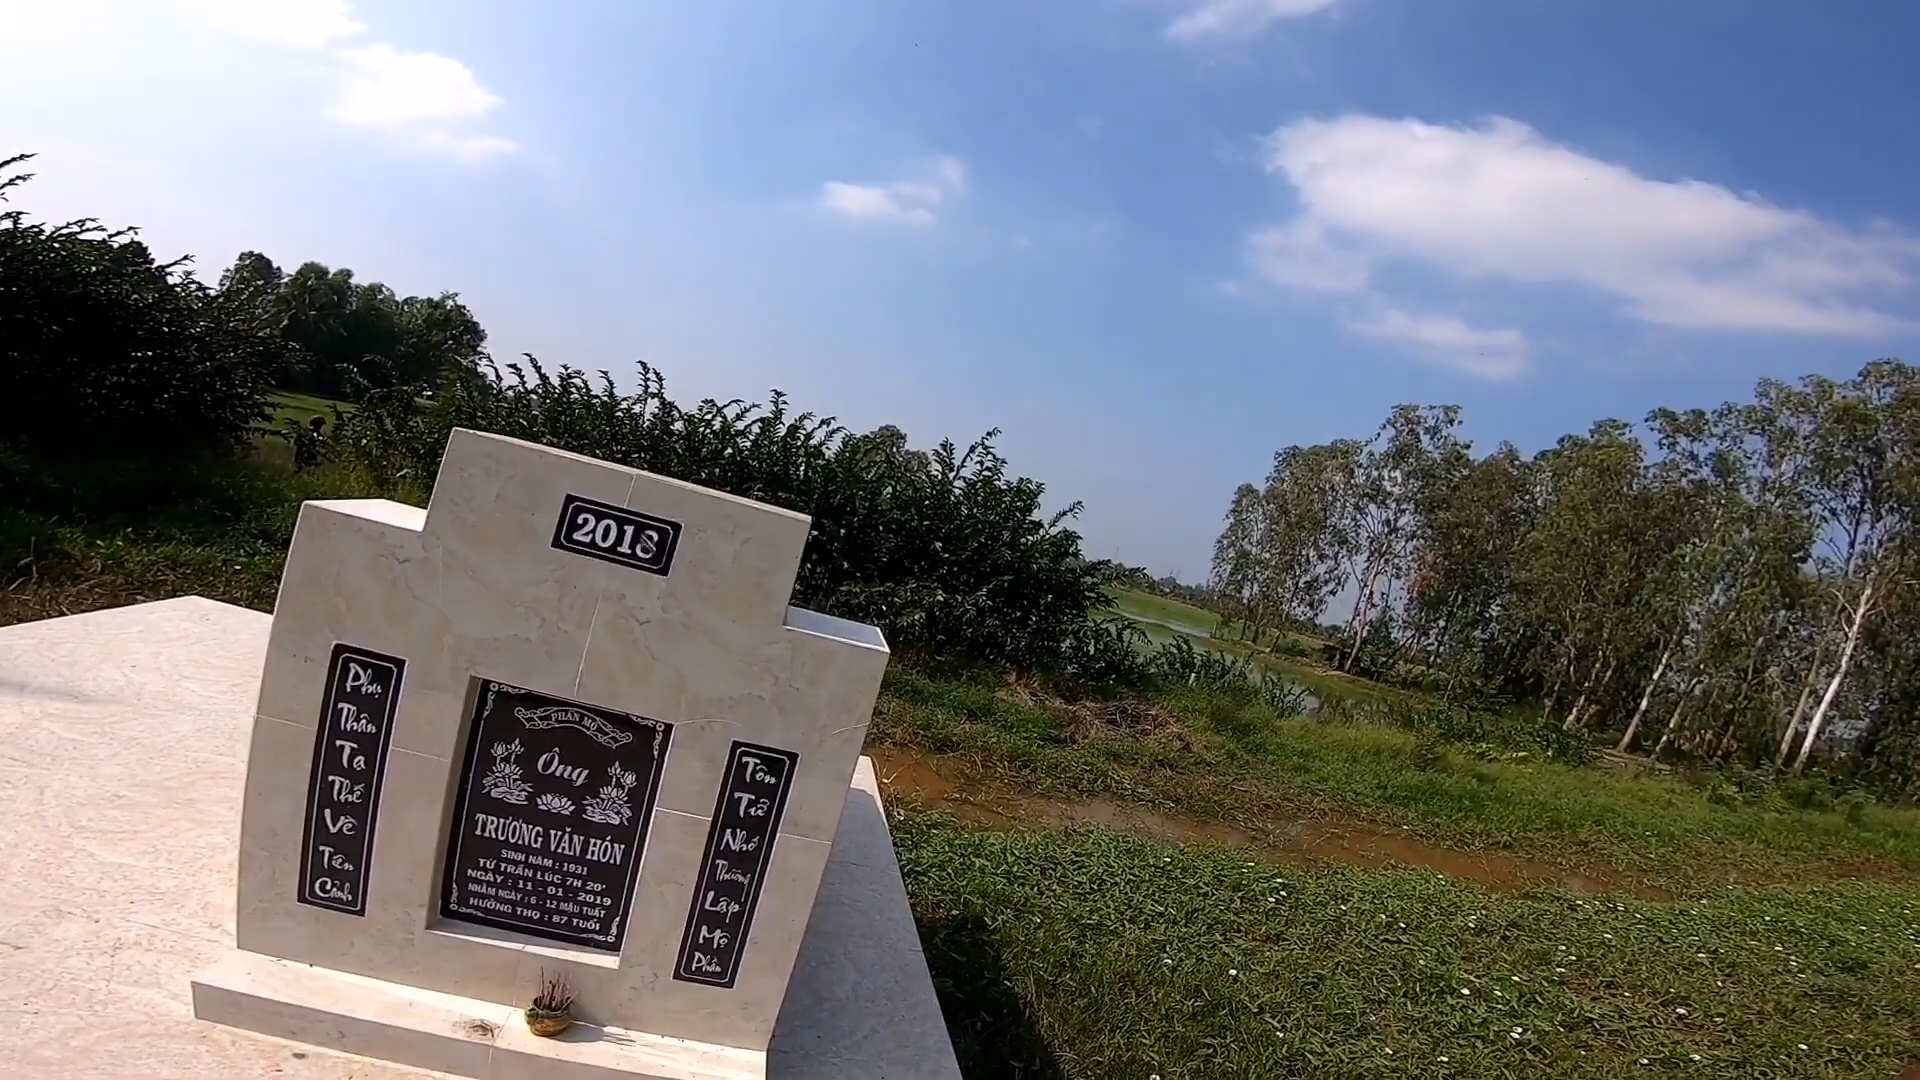 2018
Phụ
Thân
Tạ
Thế
Về
Tiên
Cảnh
PHẦN MỘ
Ông
TRƯƠNG VĂN HÓN
SINH NĂM : 1931
TỪ TRẦN LÚC 7H 20'
NGÀY : 11 - 01 - 2019
NHẰM NGÀY : 6 - 12 MẬU TUẤT
HƯỞNG THỌ : 87 TUỔI
Tôn
Tử
Nhớ
Thương
Lập
Mộ
Phần